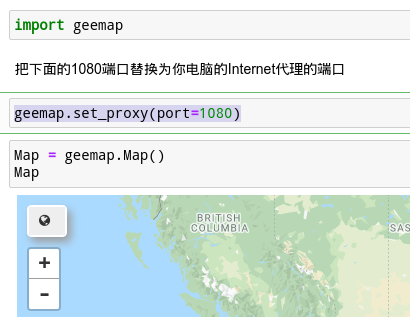 import geemap
把下面的1080端口替换为你电脑的Internet代理的端口
geemap.set_proxy(port=1080)
Map = geemap.Map()
Map
BRITISH
COLUMBIA
SAS
+
-